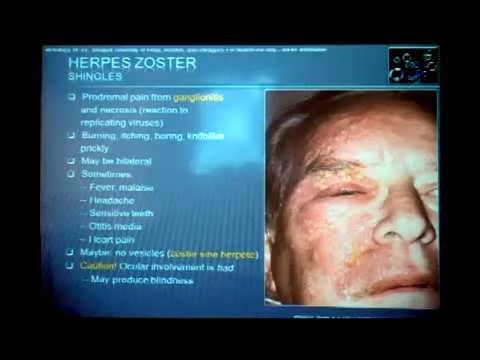 HERPES ZOSTER
SHINGLES
❑ Prodromal pain from ganglionitis
and necrosis (reaction to
replicating viruses)
❑ Burning, itching, boring, knifelike
prickly
❑ May be bilateral
❑ Sometimes,
– Fever, malaise
– Headache
– Sensitive teeth
– Otitis media
– Heart pain
❑ Maybe: no vesicles (zoster sine herpete)
❑ Caution! Ocular involvement is bad
– May produce blindness